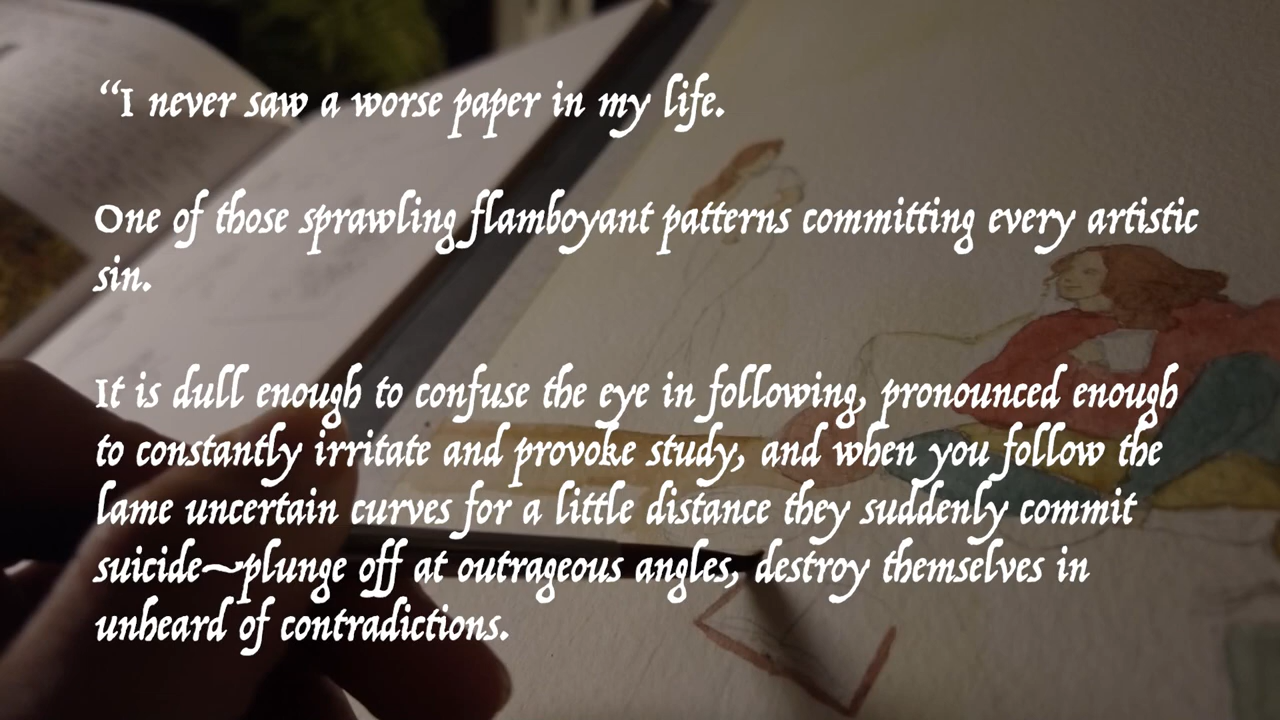 “I never saw a worse paper in my life.
One of those sprawling flamboyant patterns committing every artistic
sin.
It is dull enough to confuse the eye in following, pronounced enough
to constantly irritate and provoke study, and when you follow the
lame uncertain curves for a little distance they suddenly commit
suicide—plunge off at outrageous angles, destroy themselves in
unheard of contradictions.